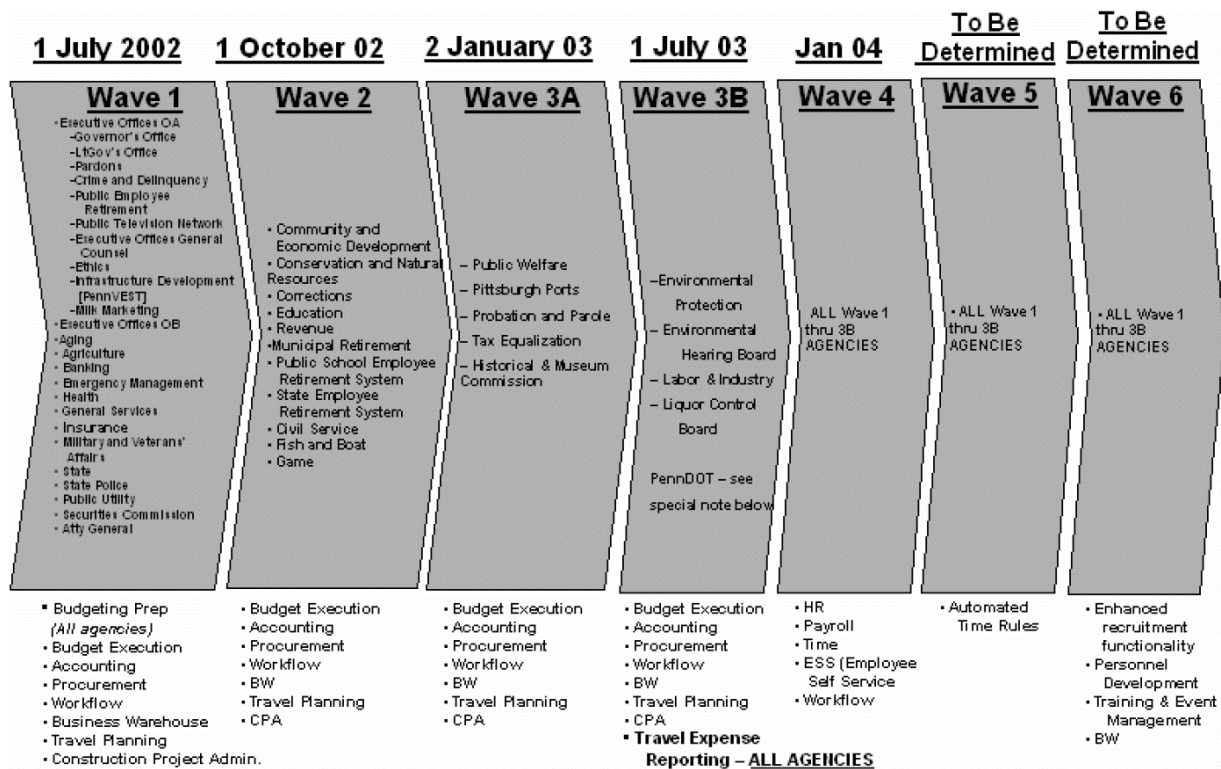 1 July 2002
Wave 1
·Executive Offices OA
–Governor's Office
–LtGov's Office
–Pardons
–Crime and Delinquency
–Public Employee
Retirement
–Public Television Network
–Executive Offices General
Counsel
–Ethics
–Infrastructure Development
[PennVEST]
–Milk Marketing
·Executive Offices OB
·Aging
· Agriculture
· Banking
· Emergency Management
· Health
· General Services
· Insurance
· Military and Veterans'
Affairs
· State
· State Police
· Public Utility
· Securities Commission
· Atty General
▪ Budgeting Prep
(All agencies)
· Budget Execution
· Accounting
· Procurement
· Workflow
· Business Warehouse
· Travel Planning
· Construction Project Admin.
1 October 02
Wave 2
· Community and
Economic Development
· Conservation and Natural
Resources
· Corrections
· Education
· Revenue
·Municipal Retirement
· Public School Employee
Retirement System
· State Employee
Retirement System
· Civil Service
· Fish and Boat
· Game
· Budget Execution
· Accounting
· Procurement
· Workflow
· BW
· Travel Planning
· CPA
2 January 03
Wave 3A
– Public Welfare
– Pittsburgh Ports
– Probation and Parole
– Tax Equalization
– Historical & Museum
Commission
· Budget Execution
· Accounting
· Procurement
· Workflow
· BW
· Travel Planning
· CPA
1 July 03
Wave 3B
–Environmental
Protection
– Environmental
Hearing Board
– Labor & Industry
– Liquor Control
Board
PennDOT – see
special note below
· Budget Execution
· Accounting
· Procurement
· Workflow
· BW
· Travel Planning
· CPA
▪ Travel Expense
Reporting – ALL AGENCIES
Jan 04
Wave 4
ALL Wave 1
thru 3B
AGENCIES
· HR
· Payroll
· Time
· ESS (Employee
Self Service
· Workflow
To Be
Determined
Wave 5
· ALL Wave 1
thru 3B
AGENCIES
· Automated
Time Rules
To Be
Determined
Wave 6
· ALL Wave 1
thru 3B
AGENCIES
· Enhanced
recruitment
functionality
· Personnel
Development
· Training & Event
Management
· BW